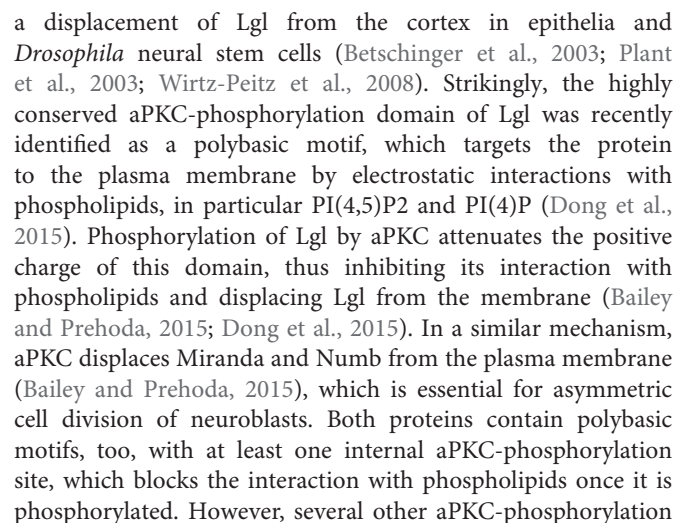 a displacement of Lgl from the cortex in epithelia and
Drosophila neural stem cells (Betschinger et al., 2003; Plant
et al., 2003; Wirtz-Peitz et al., 2008). Strikingly, the highly
conserved aPKC-phosphorylation domain of Lgl was recently
identified as a polybasic motif, which targets the protein
to the plasma membrane by electrostatic interactions with
phospholipids, in particular PI(4,5)P2 and PI(4)P (Dong et al.,
2015). Phosphorylation of Lgl by aPKC attenuates the positive
charge of this domain, thus inhibiting its interaction with
phospholipids and displacing Lgl from the membrane (Bailey
and Prehoda, 2015; Dong et al., 2015). In a similar mechanism,
aPKC displaces Miranda and Numb from the plasma membrane
(Bailey and Prehoda, 2015), which is essential for asymmetric
cell division of neuroblasts. Both proteins contain polybasic
motifs, too, with at least one internal aPKC-phosphorylation
site, which blocks the interaction with phospholipids once it is
phosphorylated. However, several other aPKC-phosphorylation